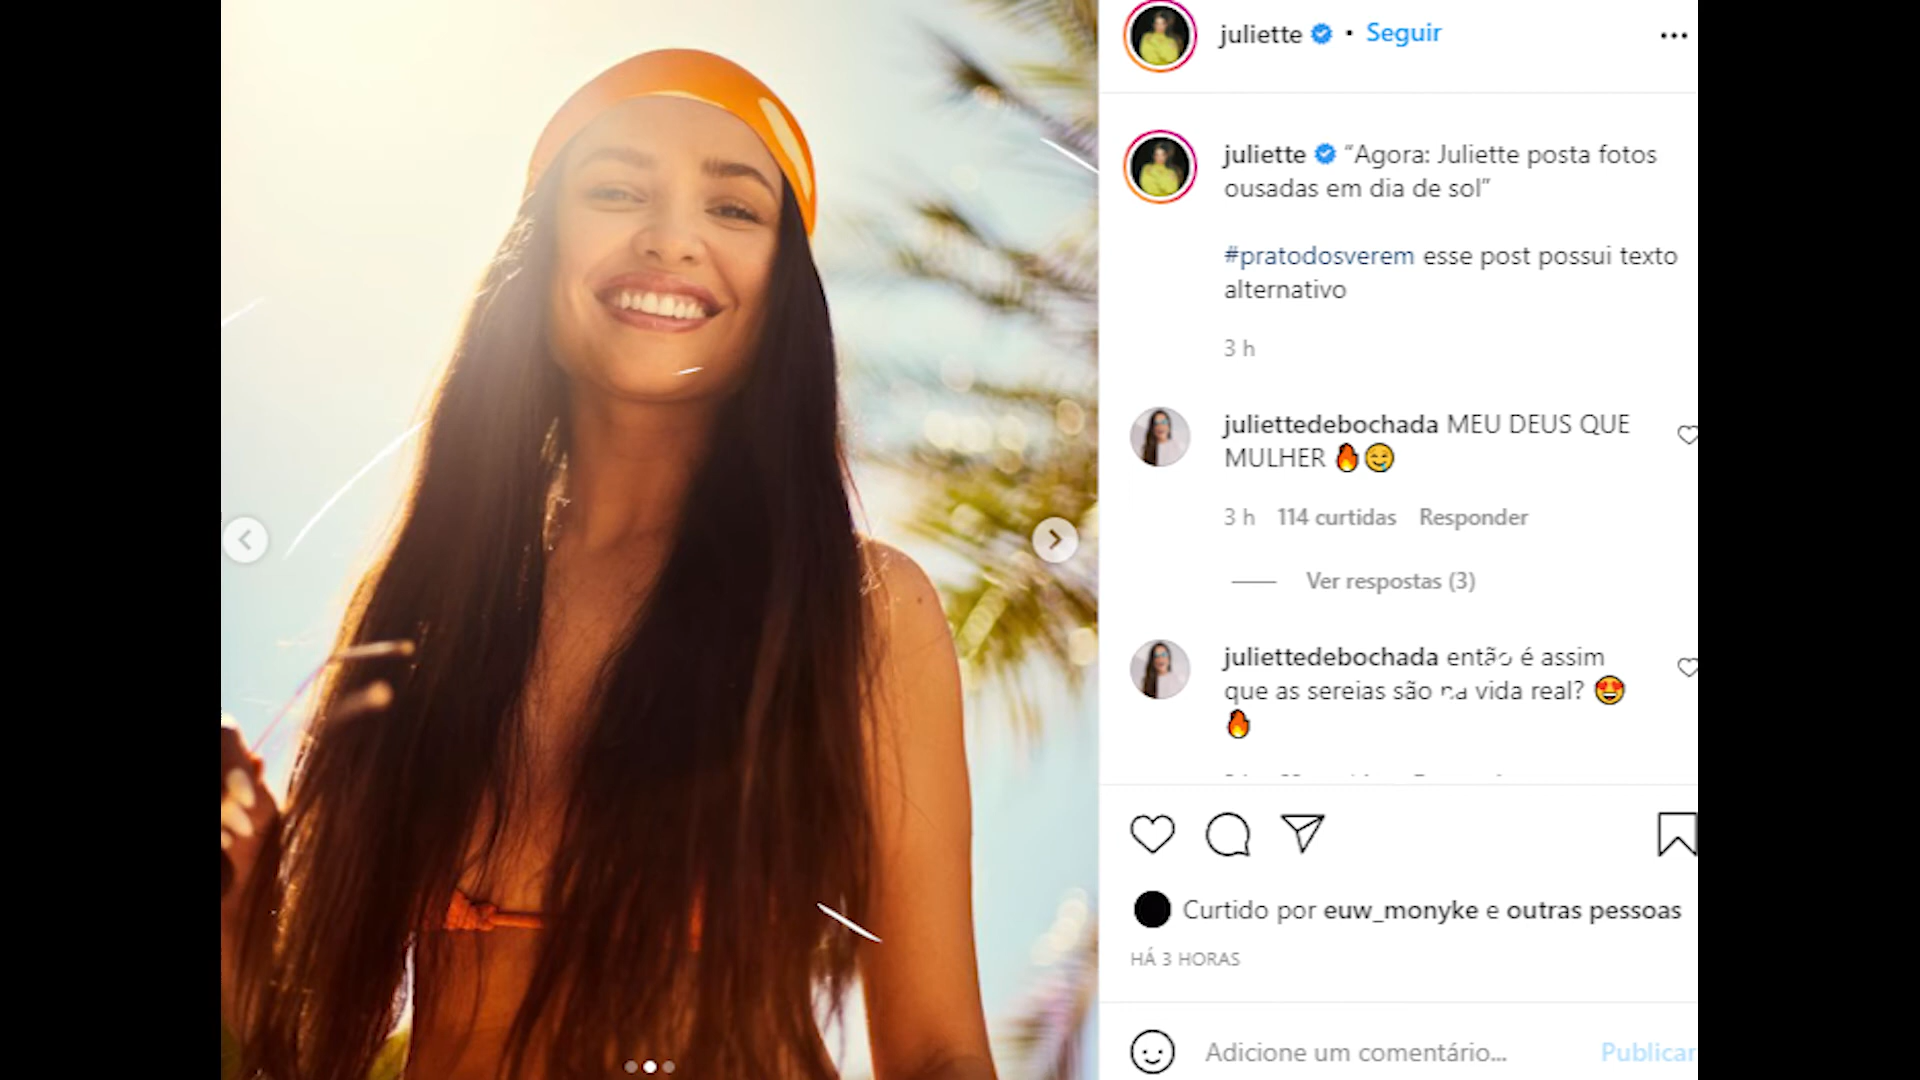 juliette • Seguir
juliette “Agora: Juliette posta fotos
ousadas em dia de sol”
#pratodosverem esse post possui texto
alternativo
3 h
juliettedebochada MEU DEUS QUE
MULHER 🔥🤤
3 h 114 curtidas Responder
Ver respostas (3)
juliettedebochada então é assim
que as sereias são na vida real? 😍
🔥
Curtido por euw_monyke e outras pessoas
HÁ 3 HORAS
Adicione um comentário... Publicar